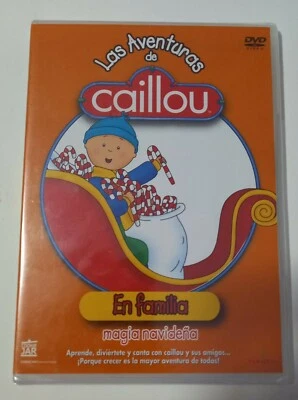 Las Aventuras
de
DVD
caillou
En familia
magia navideña
Aprende, diviértete y canta con caillou y sus amigos...
¡Porque crecer es la mayor aventura de todas!
JAR